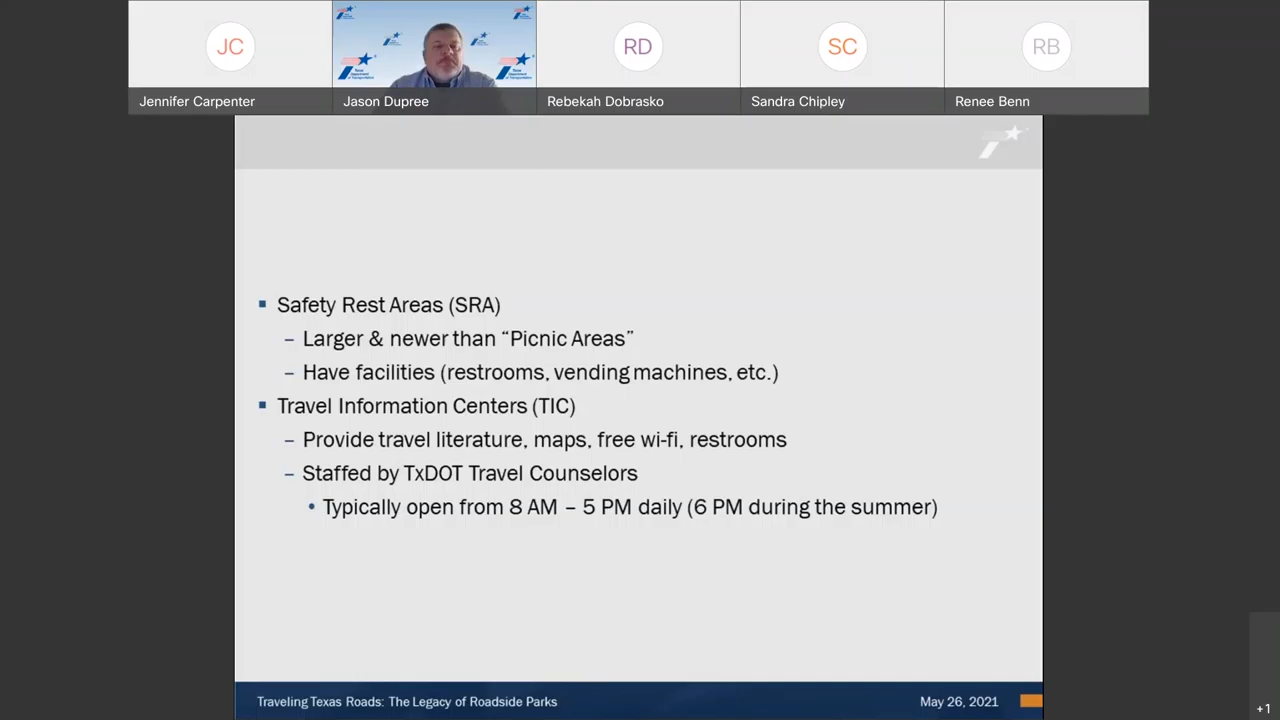 JC
RD
SC
RB
Jennifer Carpenter
Jason Dupree
Rebekah Dobrasko
Sandra Chipley
Renee Benn
▪ Safety Rest Areas (SRA)
– Larger & newer than “Picnic Areas”
– Have facilities (restrooms, vending machines, etc.)
▪ Travel Information Centers (TIC)
– Provide travel literature, maps, free wi-fi, restrooms
– Staffed by TxDOT Travel Counselors
• Typically open from 8 AM – 5 PM daily (6 PM during the summer)
Traveling Texas Roads: The Legacy of Roadside Parks
May 26, 2021
+1